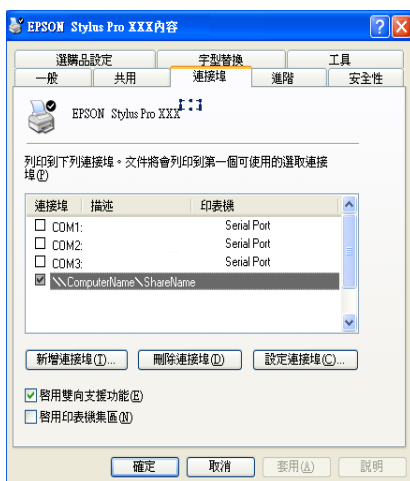 EPSON Stylus Pro XXX內容
選購品設定 字型替換 工具
一般 共用 連接埠 進階 安全性
EPSON Stylus Pro XXX
列印到下列連接埠。文件將會列印到第一個可使用的選取連接
埠(P)
連接埠 描述 印表機
COM1: Serial Port
COM2: Serial Port
COM3: Serial Port
\\ComputerName\ShareName
新增連接埠(T)... 刪除連接埠(D) 設定連接埠(C)...
啟用雙向支援功能(E)
啟用印表機集區(N)
確定 取消 套用(A) 說明